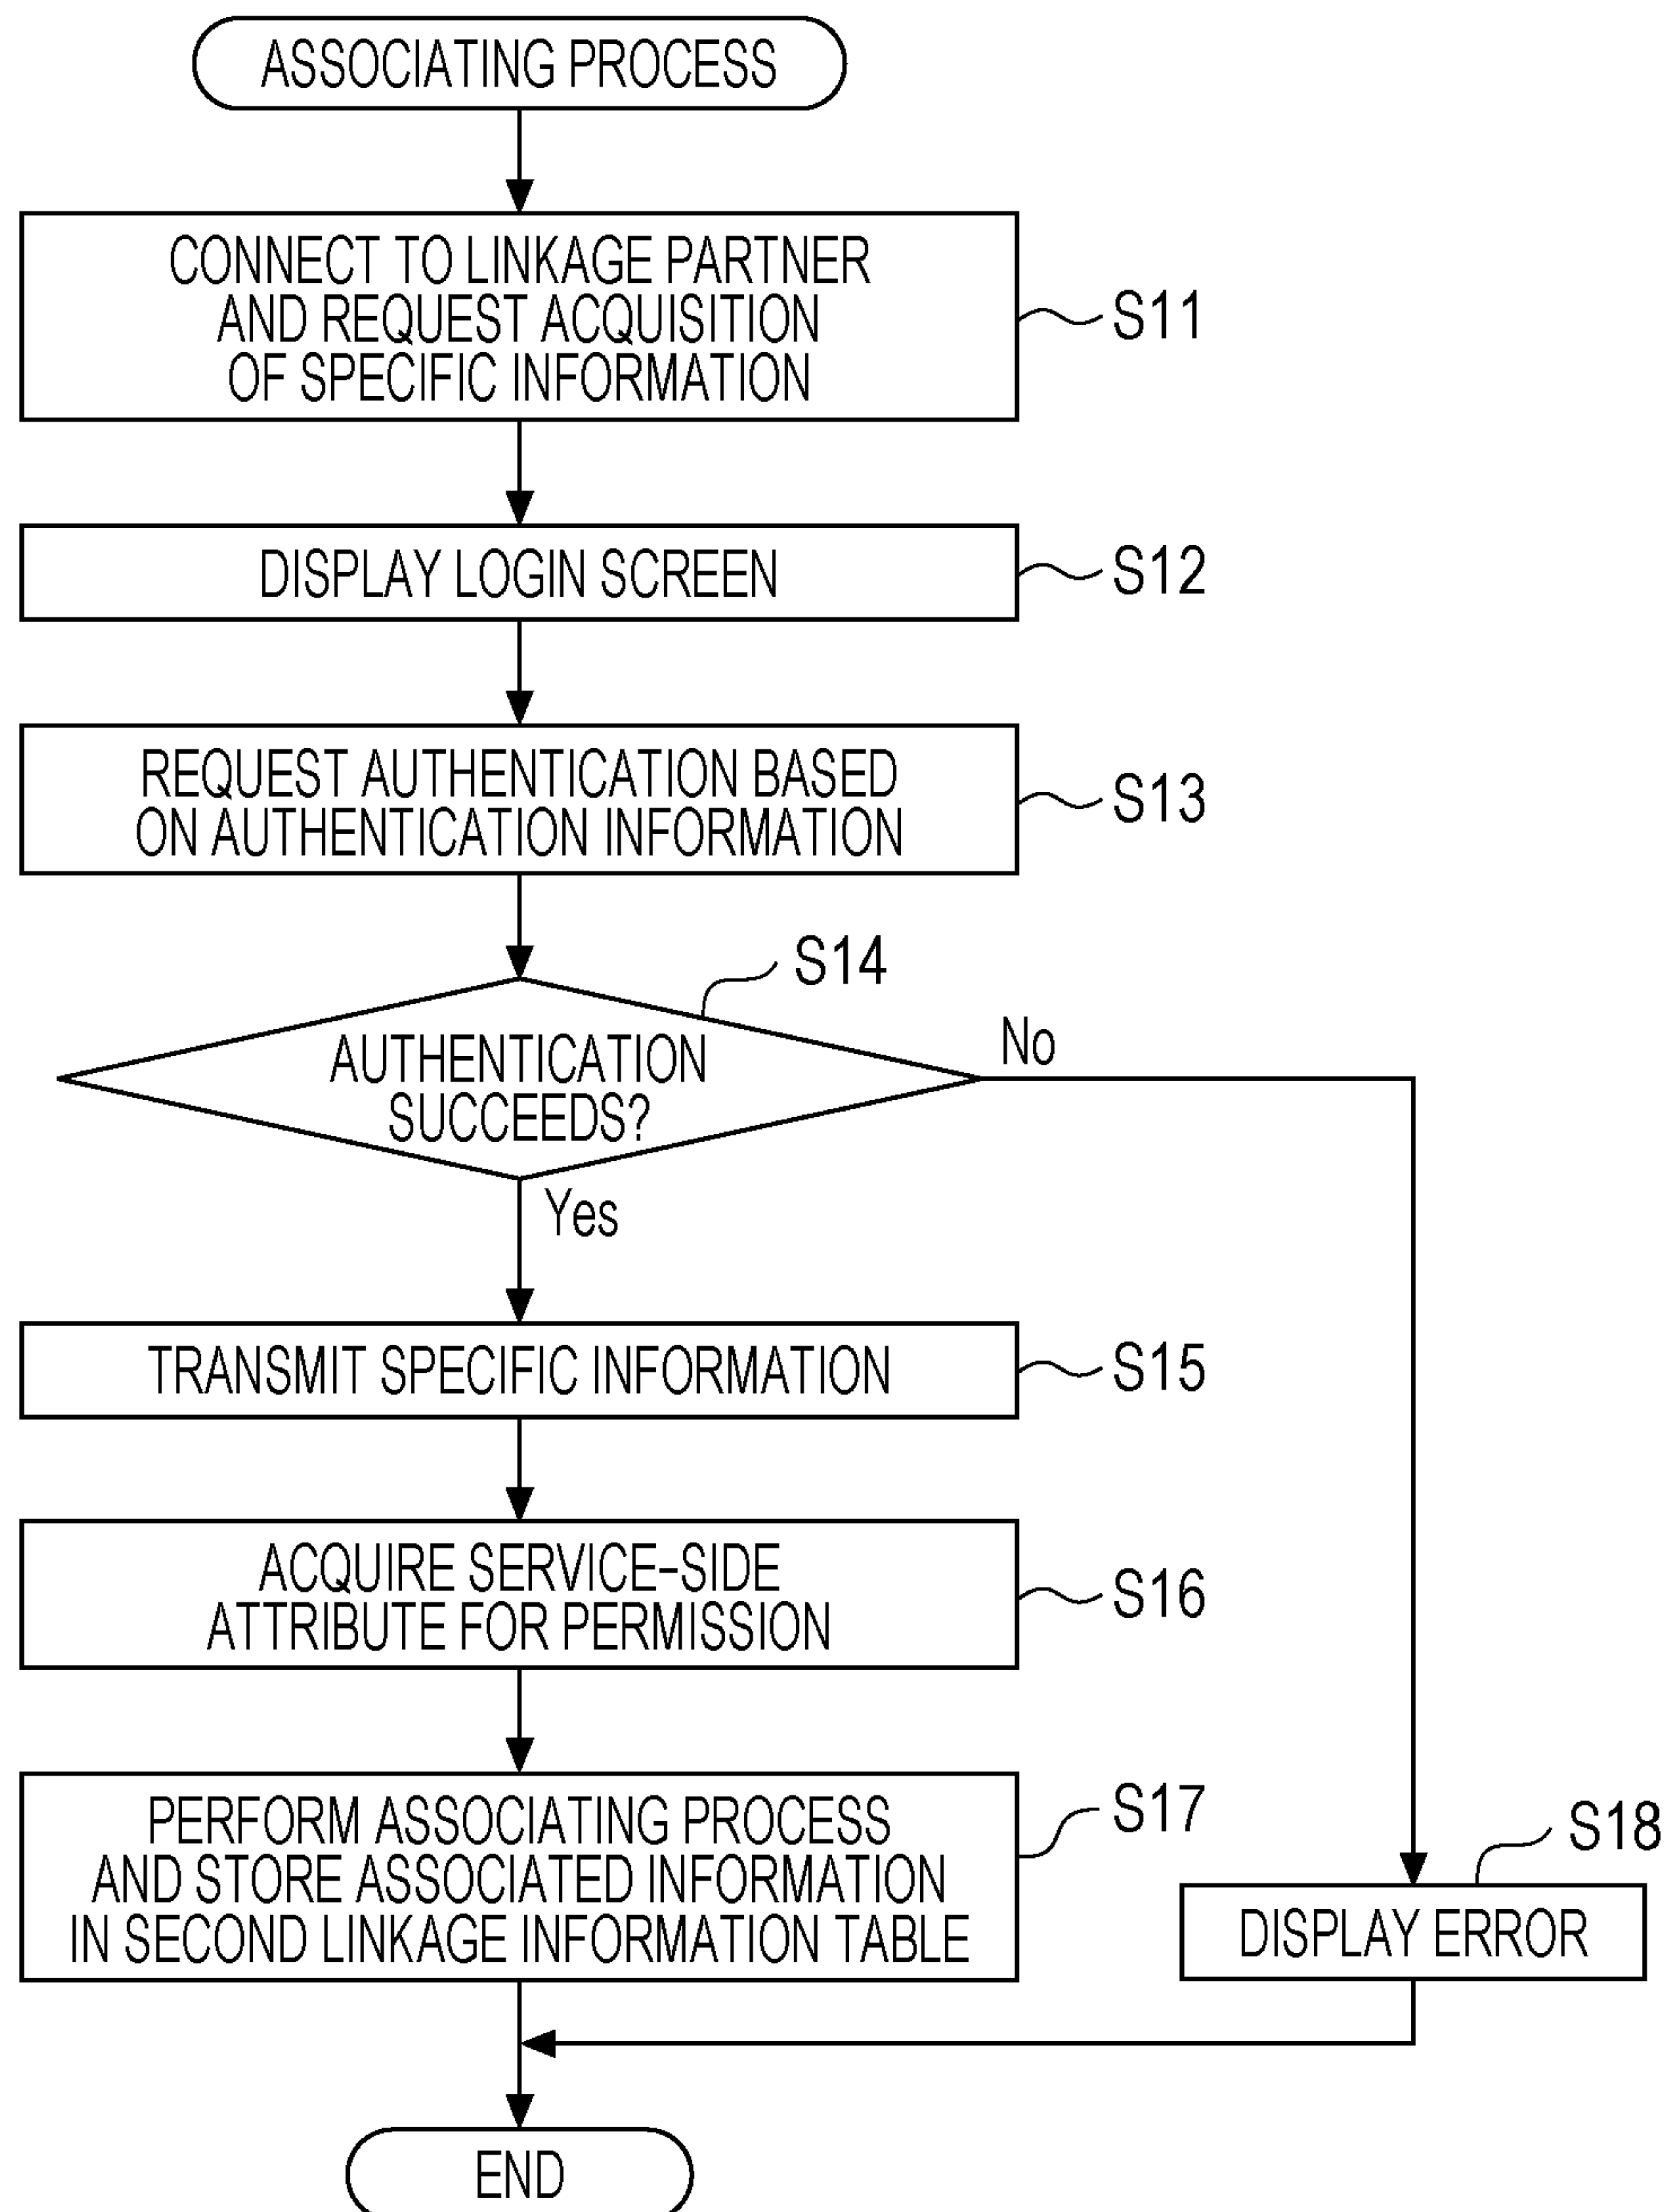 ASSOCIATING PROCESS
CONNECT TO LINKAGE PARTNER
AND REQUEST ACQUISITION
OF SPECIFIC INFORMATION
S11
DISPLAY LOGIN SCREEN
S12
REQUEST AUTHENTICATION BASED
ON AUTHENTICATION INFORMATION
S13
S14
AUTHENTICATION
SUCCEEDS?
No
Yes
TRANSMIT SPECIFIC INFORMATION
S15
ACQUIRE SERVICE-SIDE
ATTRIBUTE FOR PERMISSION
S16
PERFORM ASSOCIATING PROCESS
AND STORE ASSOCIATED INFORMATION
IN SECOND LINKAGE INFORMATION TABLE
S17
S18
DISPLAY ERROR
END